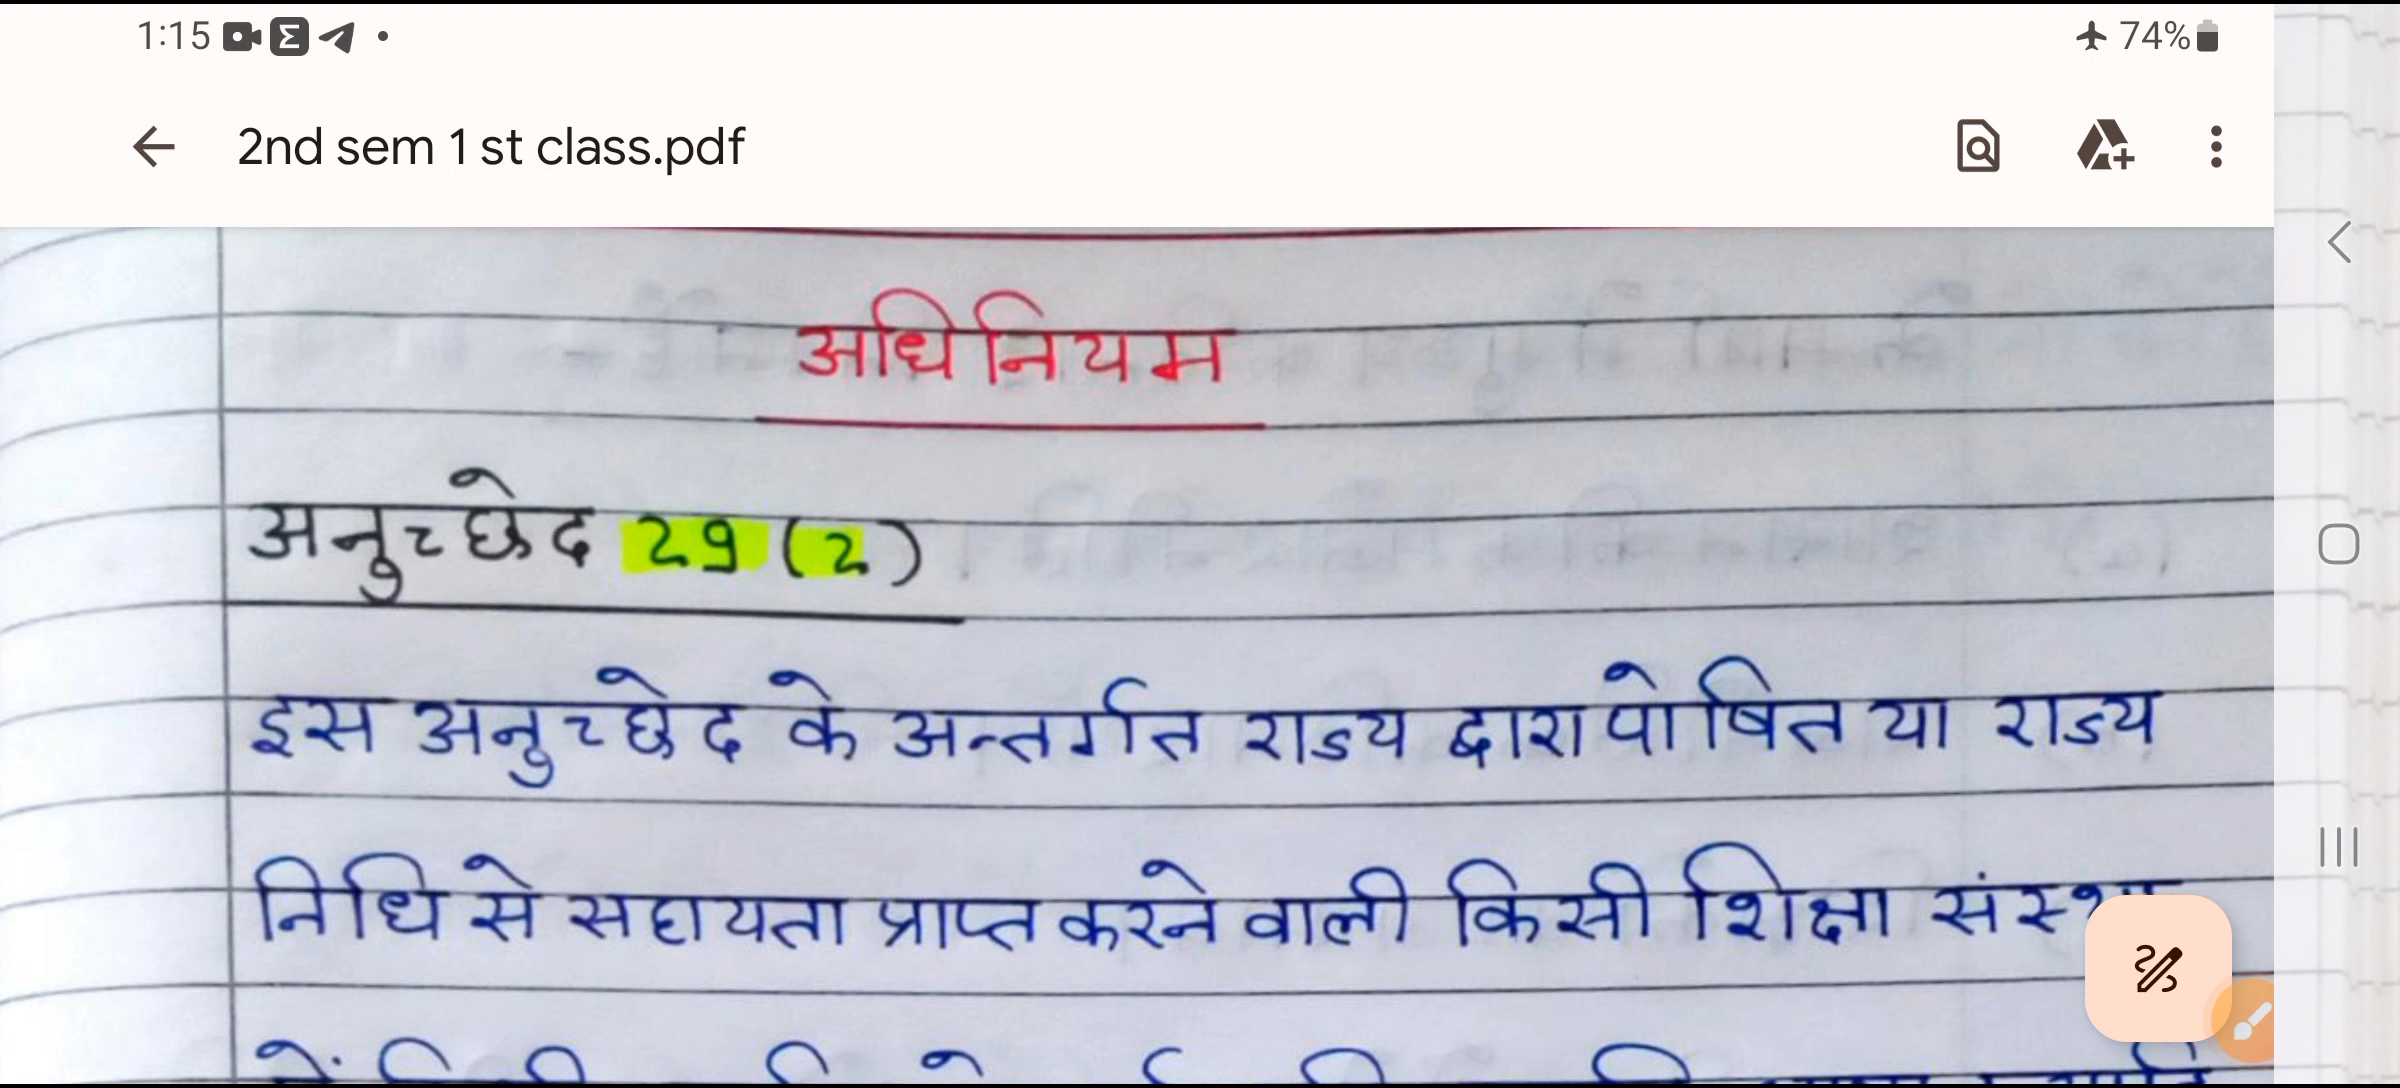 1:15
74%
2nd sem 1 st class.pdf
अधिनियम
अनुच्छेद 29 (2)
इस अनुच्छेद के अन्तर्गत राज्य द्वारा पोषित या राज्य
निधि से सहायता प्राप्त करने वाली किसी शिक्षा